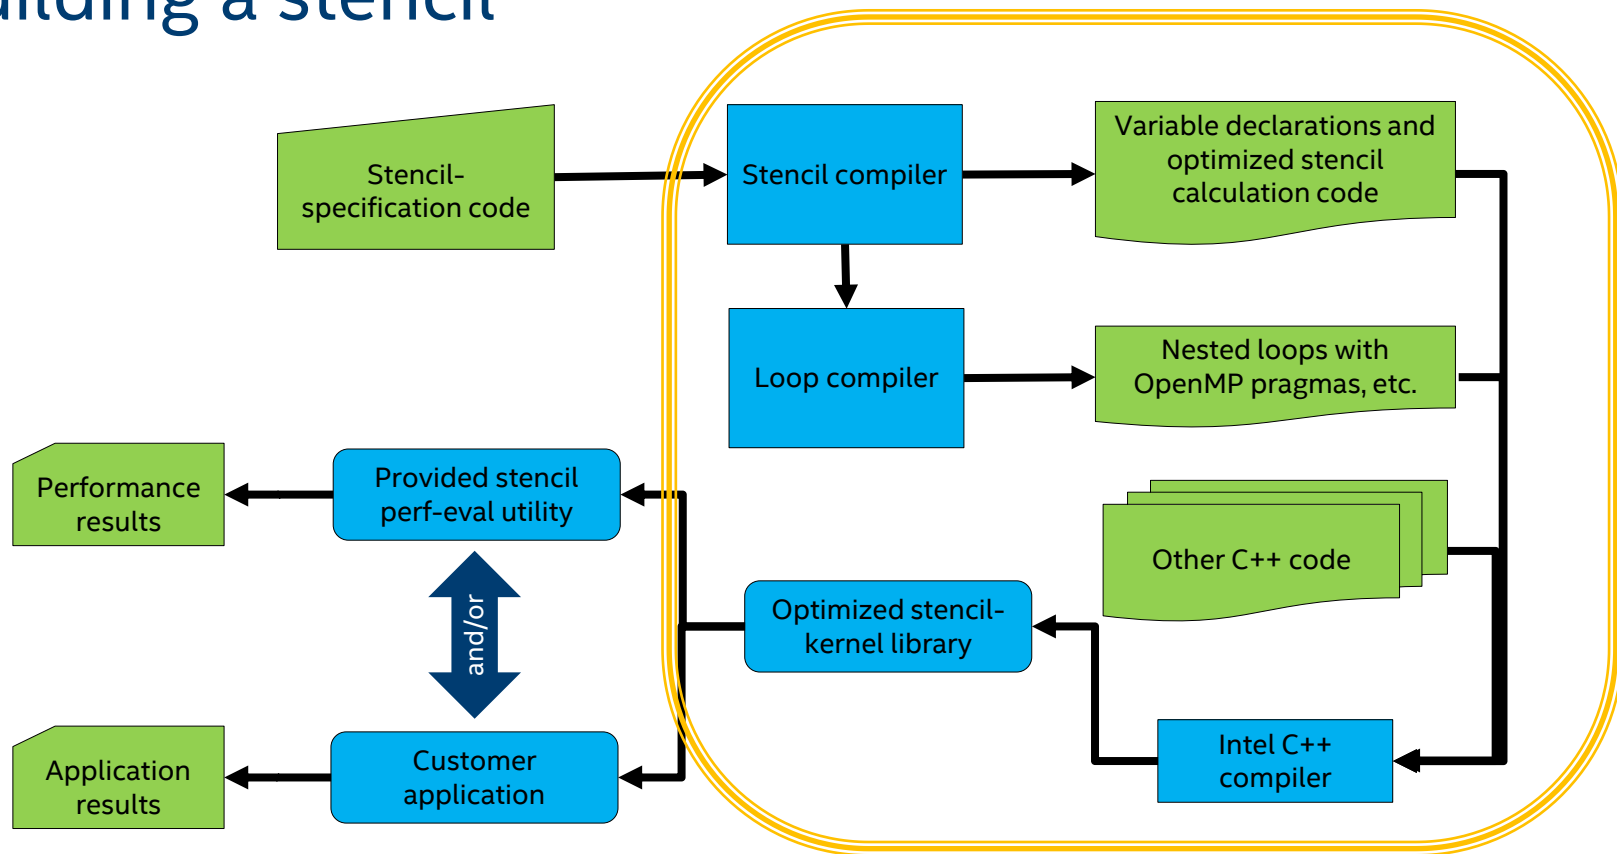 a stencil
Stencil-
specification code
Stencil compiler
Variable declarations and
optimized stencil
calculation code
Loop compiler
Nested loops with
OpenMP pragmas, etc.
Performance
results
Provided stencil
perf-eval utility
Other C++ code
and/or
Optimized stencil-
kernel library
Application
results
Customer
application
Intel C++
compiler